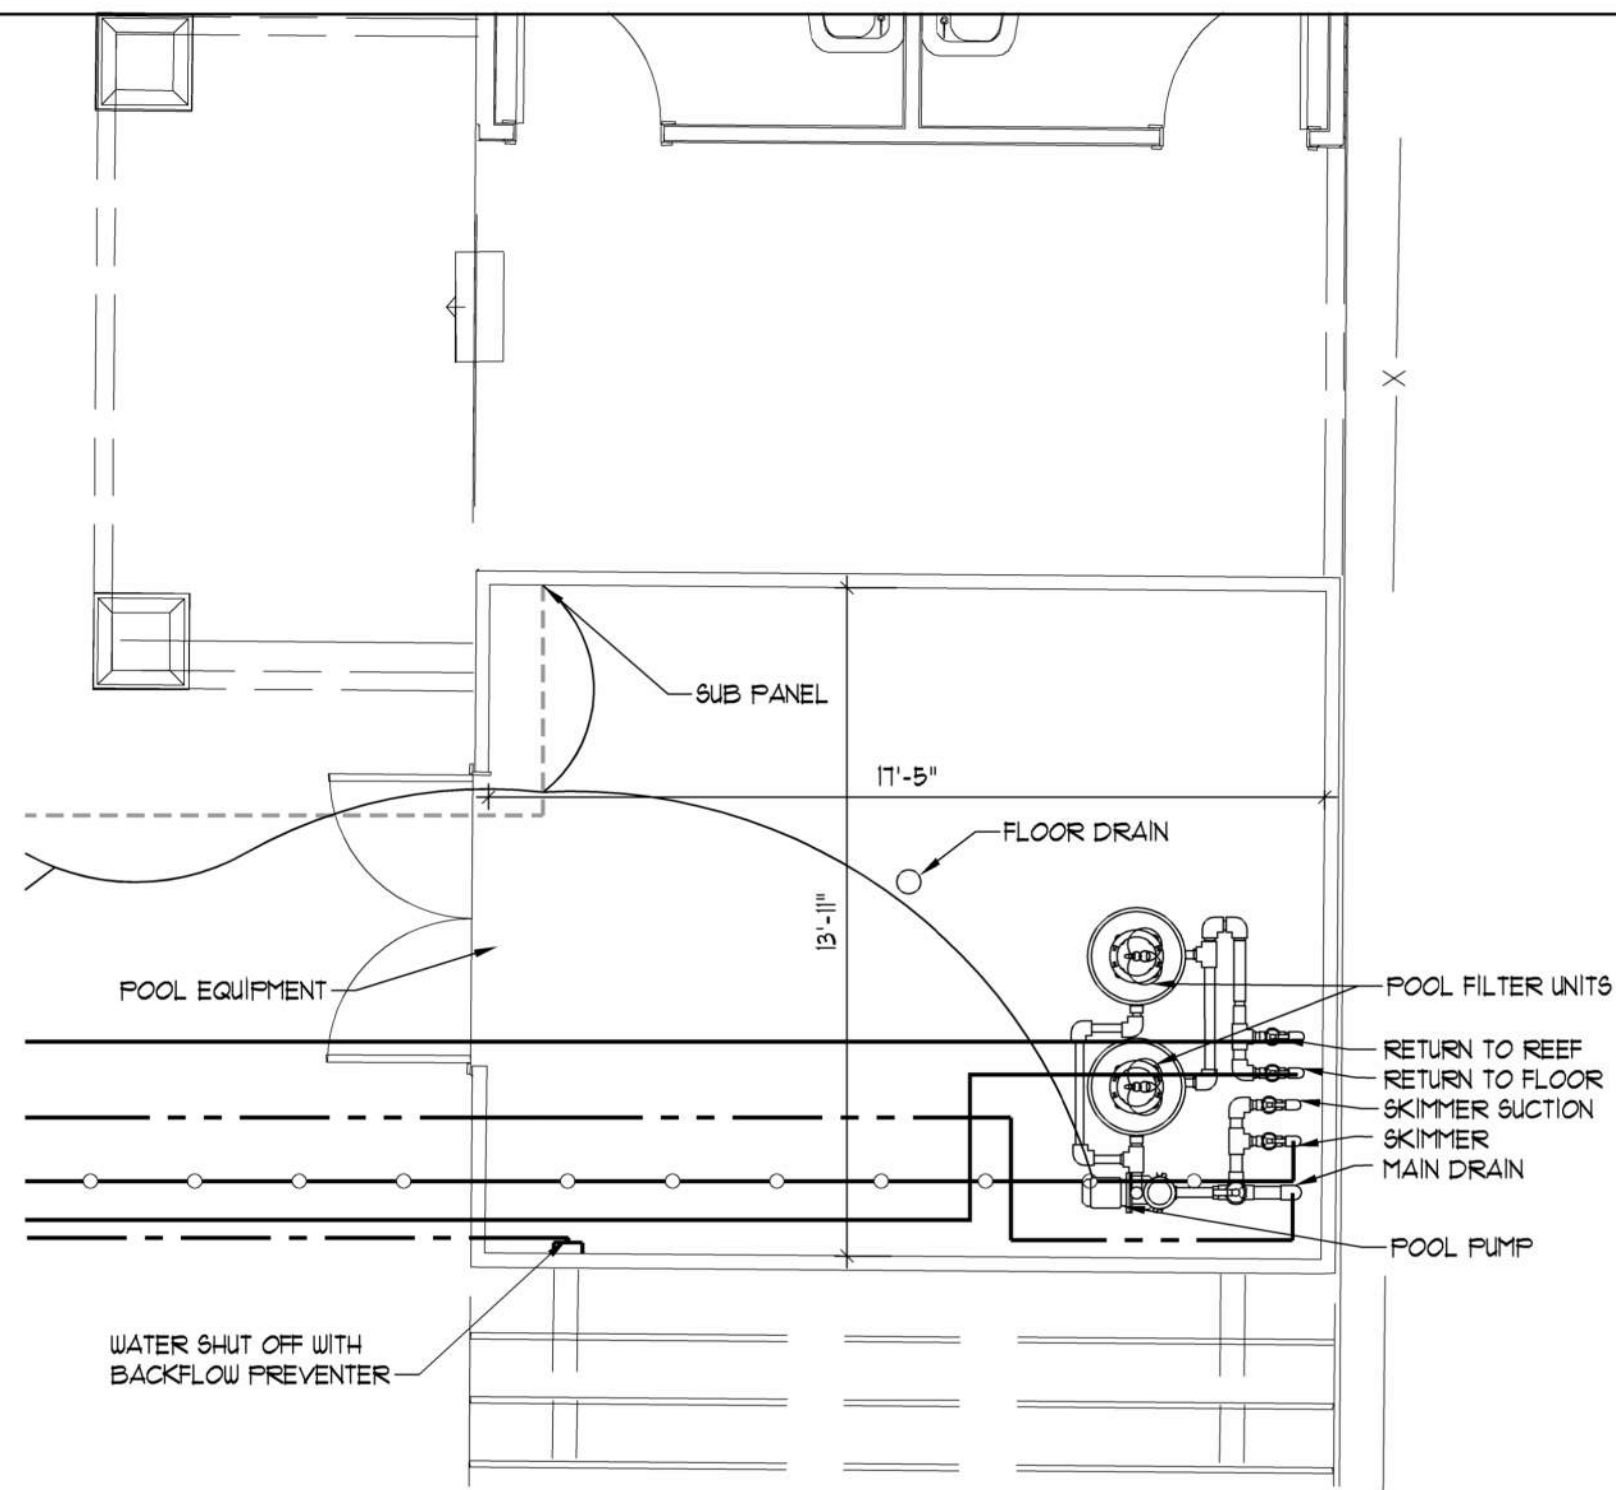 X
SUB PANEL
17'-5"
FLOOR DRAIN
13'-11"
POOL EQUIPMENT
POOL FILTER UNITS
RETURN TO REEF
RETURN TO FLOOR
SKIMMER SUCTION
SKIMMER
MAIN DRAIN
POOL PUMP
WATER SHUT OFF WITH
BACKFLOW PREVENTER